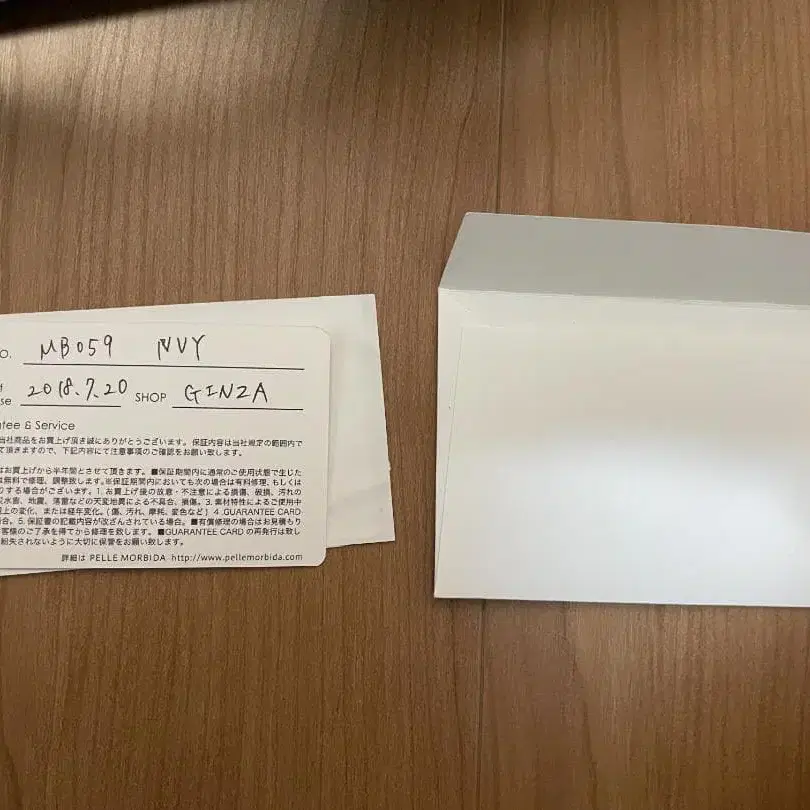 O. MB059 NVY
se 2018.7.20 SHOP GINZA
tee & Service
当社商品をお買上げ頂き誠にありがとうございます。保証内容は当社規定の範囲内で
て頂きますので、下記内容にて注意事項のご確認をお願い致します。
はお買上げから半年間とさせて頂きます。■保証期間内に通常のご使用状態で生じた
は無料で修理、調整致します。※保証期間内においても次の場合は有料修理、もしくは
りする場合がございます。1. お買上げ後の故意・不注意による損傷、破損、汚れの
水害、地震、落雷などの天変地異による不具合、損傷。3. 素材特性によるご使用中
上の変化、または経年変化。(傷、汚れ、摩耗、変色など) 4. GUARANTEE CARD
場合。5. 保証書の記載内容が改ざんされている場合。■有償修理の場合はお見積もり
客様のご了承を得てから修理を致します。■GUARANTEE CARD の再発行は致し
紛失されないように大切に保管をお願い致します。
詳細は PELLE MORBIDA http://www.pellemorbida.com